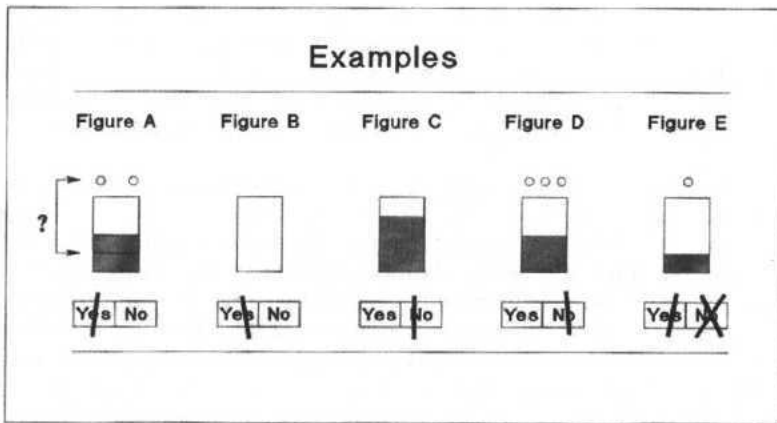 Examples
Figure A Figure B Figure C Figure D Figure E
?
Yes No Yes No Yes No Yes No Yes No